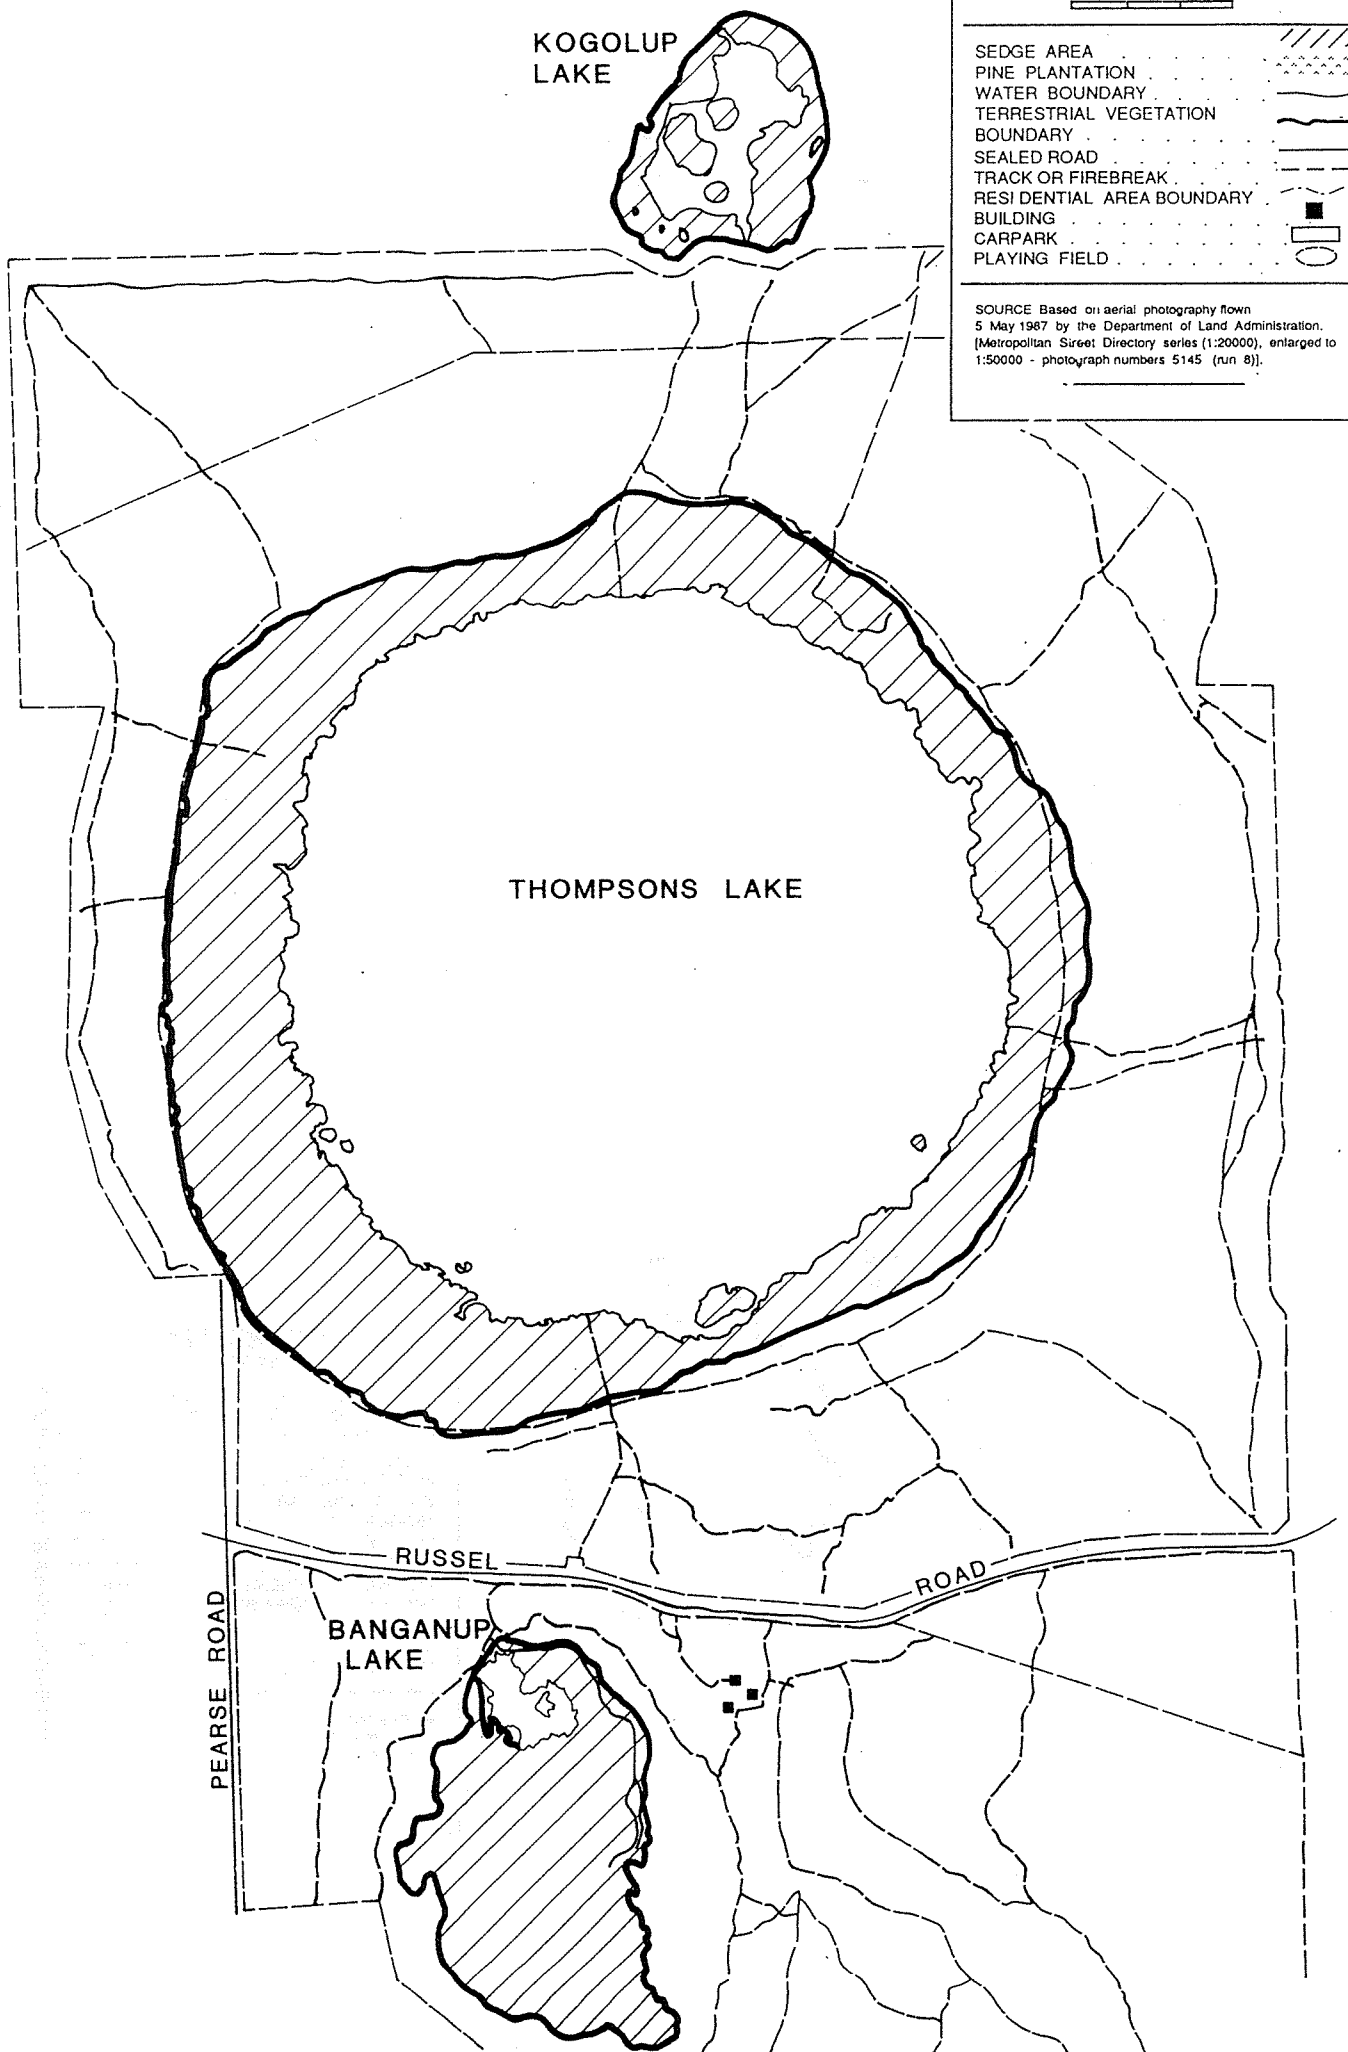 KOGOLUP
LAKE
SEDGE AREA
PINE PLANTATION
WATER BOUNDARY
TERRESTRIAL VEGETATION
BOUNDARY
SEALED ROAD
TRACK OR FIREBREAK
RESIDENTIAL AREA BOUNDARY
BUILDING
CARPARK
PLAYING FIELD
SOURCE Based on aerial photography flown
5 May 1987 by the Department of Land Administration.
[Metropolitan Street Directory series (1:20000), enlarged to
1:50000 - photograph numbers 5145 (run 8)].
THOMPSONS LAKE
RUSSEL
ROAD
PEARSE ROAD
BANGANUP
LAKE